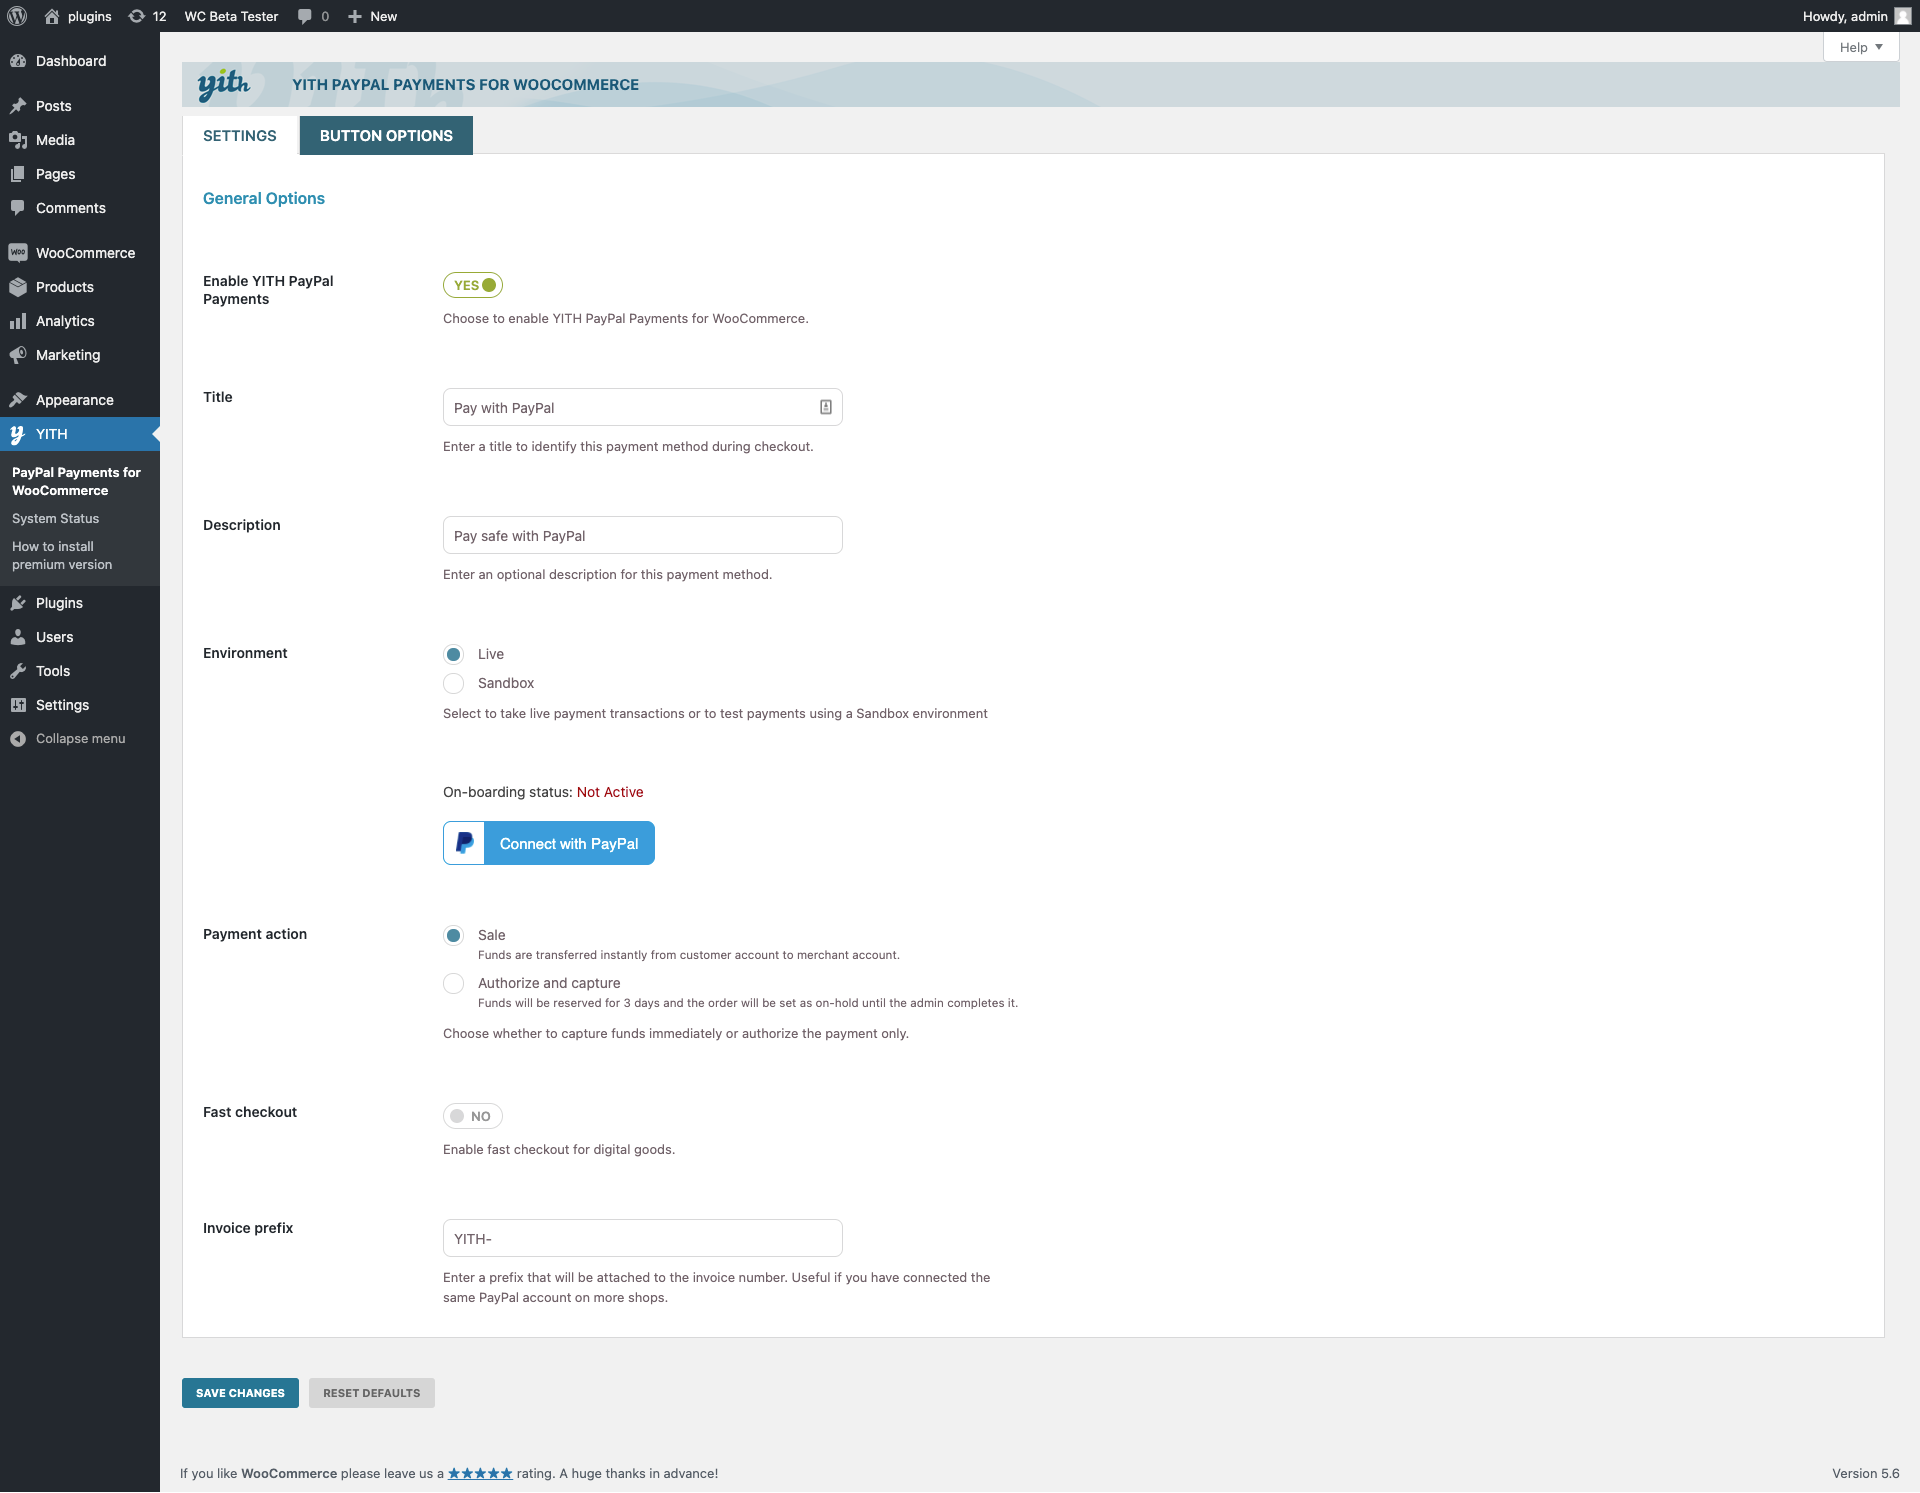 plugins
12
WC Beta Tester
0
New
Howdy, admin
Help
Dashboard
Posts
Media
Pages
Comments
WooCommerce
Products
Analytics
Marketing
Appearance
YITH
PayPal Payments for
WooCommerce
System Status
How to install
premium version
Plugins
Users
Tools
Settings
Collapse menu
yith
YITH PAYPAL PAYMENTS FOR WOOCOMMERCE
SETTINGS
BUTTON OPTIONS
General Options
Enable YITH PayPal
Payments
YES
Choose to enable YITH PayPal Payments for WooCommerce.
Title
Pay with PayPal
Enter a title to identify this payment method during checkout.
Description
Pay safe with PayPal
Enter an optional description for this payment method.
Environment
Live
Sandbox
Select to take live payment transactions or to test payments using a Sandbox environment
On-boarding status: Not Active
Connect with PayPal
Payment action
Sale
Funds are transferred instantly from customer account to merchant account.
Authorize and capture
Funds will be reserved for 3 days and the order will be set as on-hold until the admin completes it.
Choose whether to capture funds immediately or authorize the payment only.
Fast checkout
NO
Enable fast checkout for digital goods.
Invoice prefix
YITH-
Enter a prefix that will be attached to the invoice number. Useful if you have connected the
same PayPal account on more shops.
SAVE CHANGES
RESET DEFAULTS
If you like WooCommerce please leave us a ★★★★★ rating. A huge thanks in advance!
Version 5.6